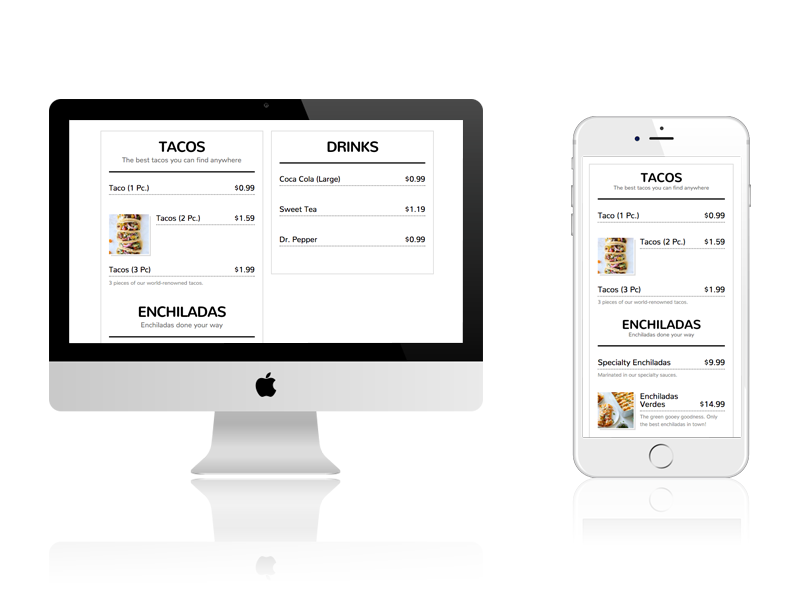 TACOS
The best tacos you can find anywhere
Taco (1 Pc.) $0.99
Tacos (2 Pc.) $1.59
Tacos (3 Pc) $1.99
3 pieces of our world-renowned tacos.
ENCHILADAS
Enchiladas done your way
DRINKS
Coca Cola (Large) $0.99
Sweet Tea $1.19
Dr. Pepper $0.99
TACOS
The best tacos you can find anywhere
Taco (1 Pc.) $0.99
Tacos (2 Pc.) $1.59
Tacos (3 Pc) $1.99
3 pieces of our world-renowned tacos.
ENCHILADAS
Enchiladas done your way
Specialty Enchiladas $9.99
Marinated in our specialty sauces.
Enchiladas
Verdes $14.99
The green gooey goodness. Only
the best enchiladas in town!